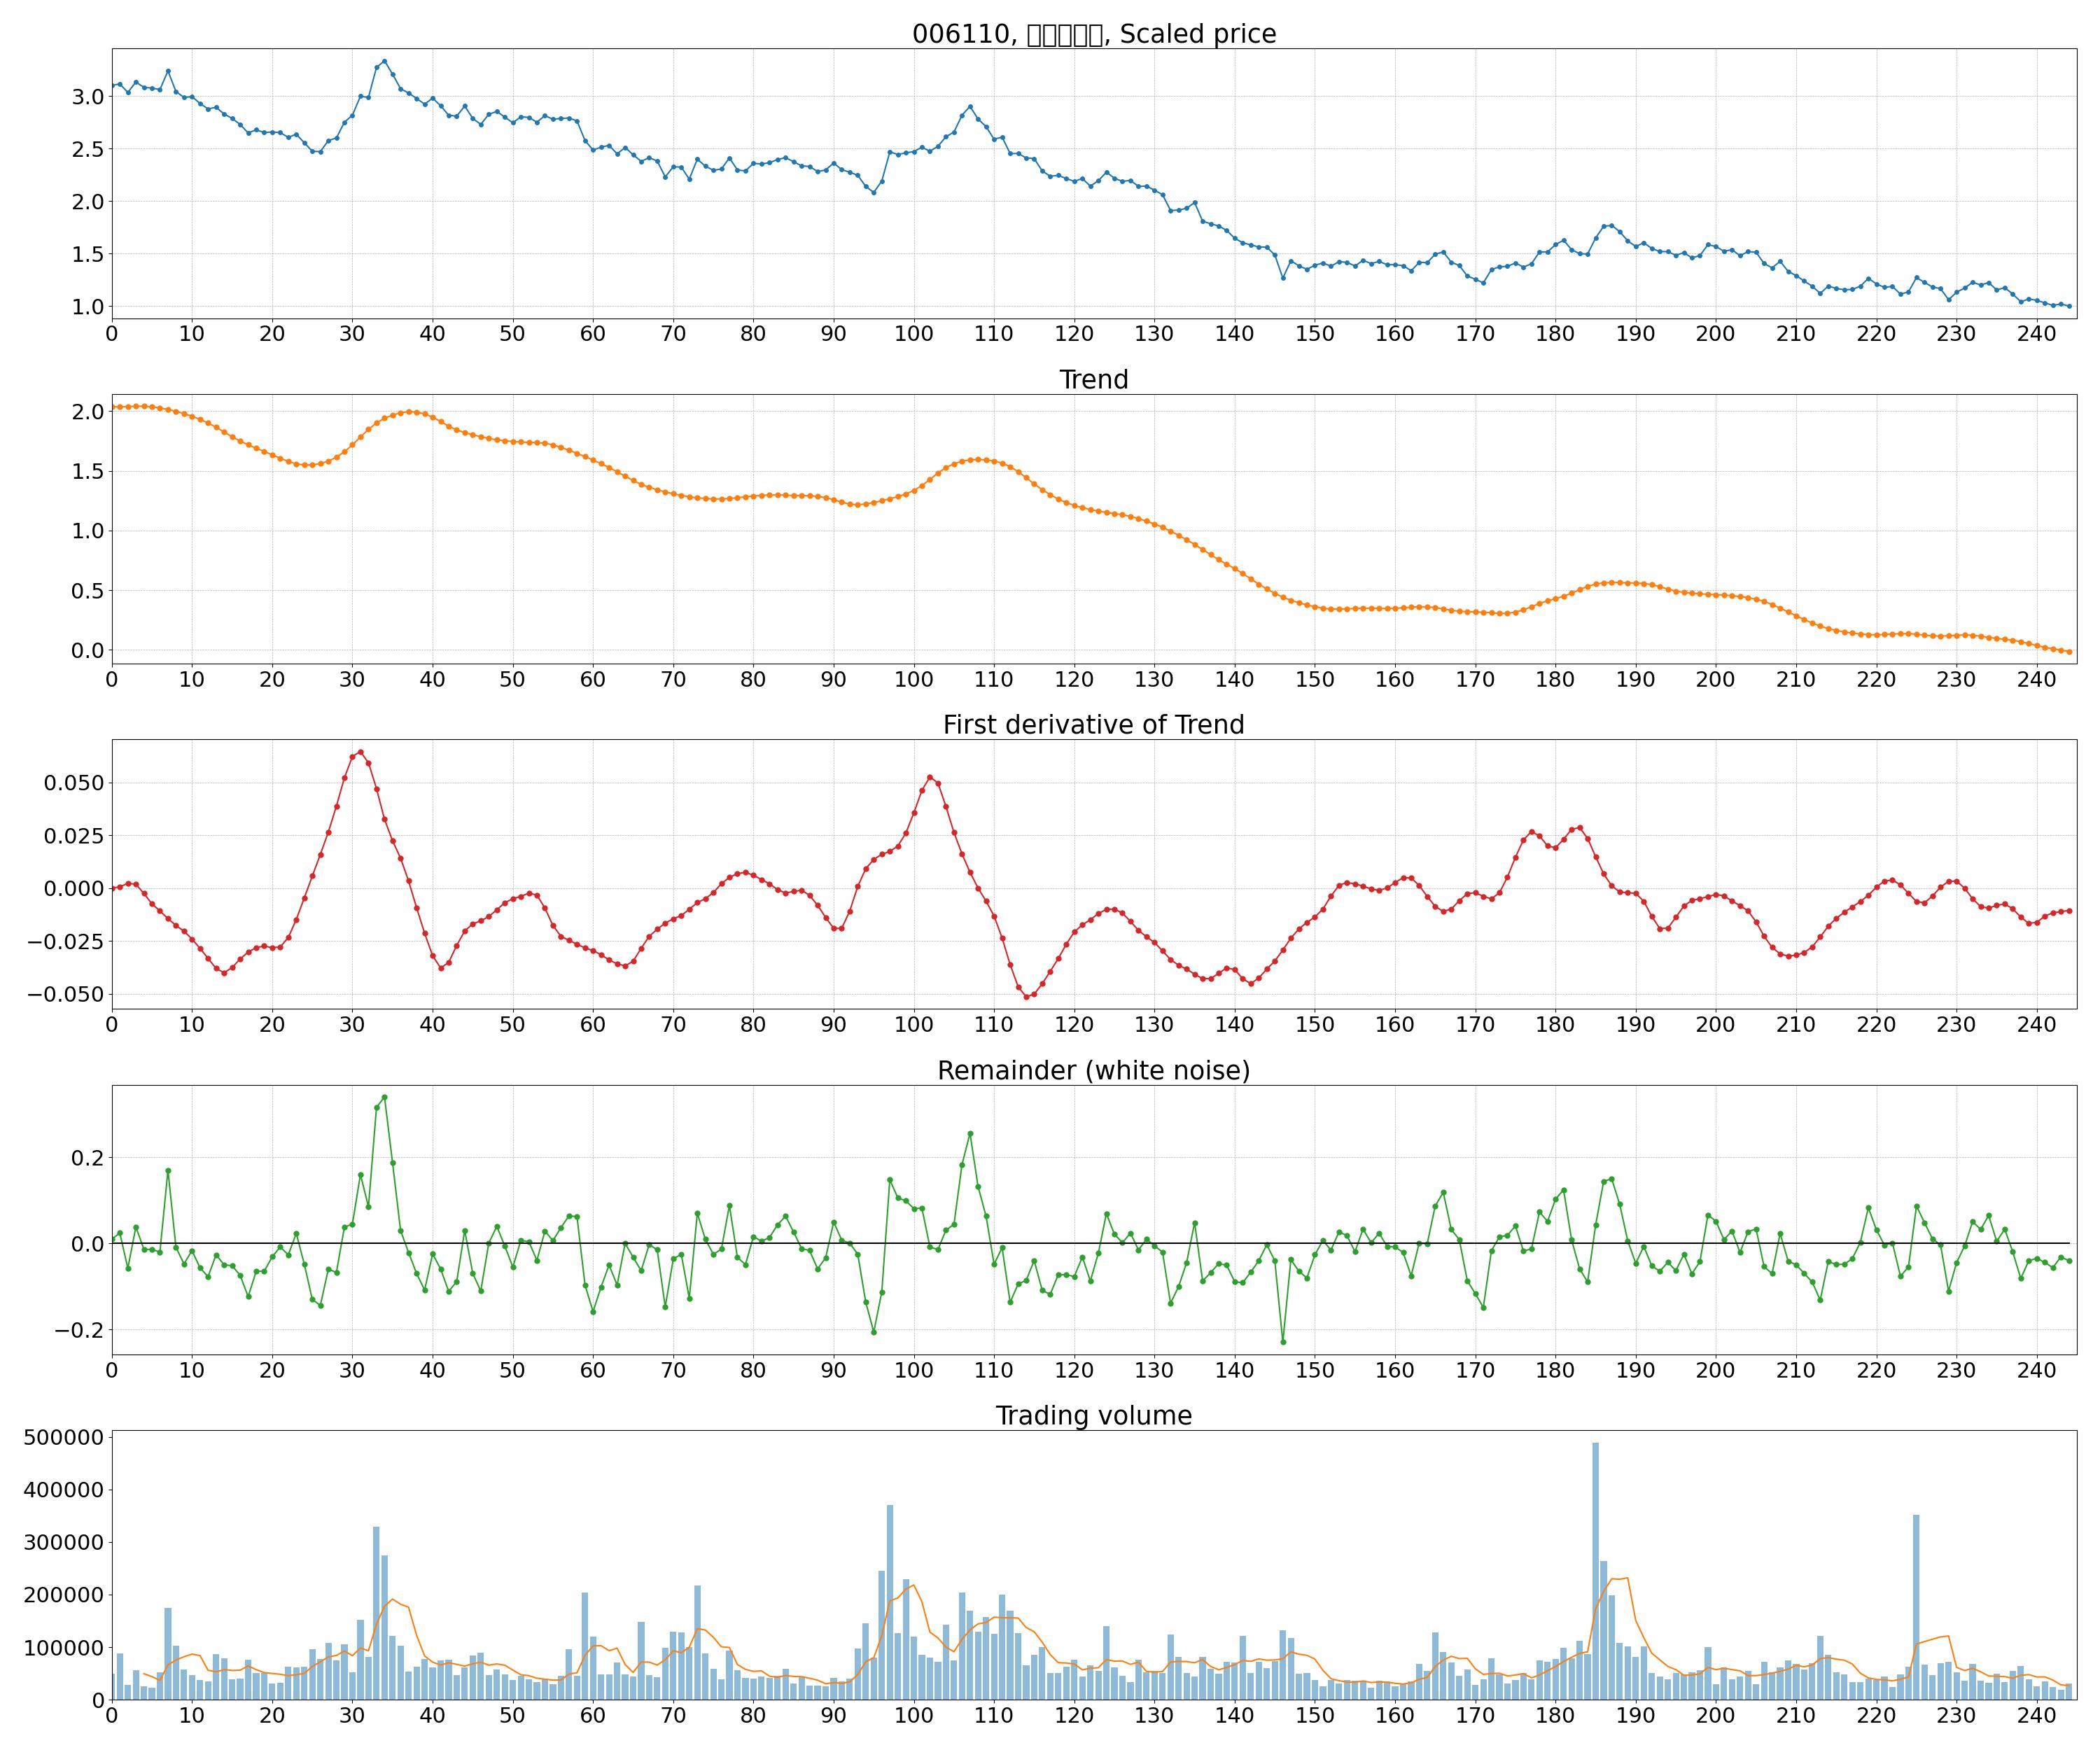 006110, , Scaled price
3.0
2.5
2.0
1.5
1.0
0 10 20 30 40 50 60 70 80 90 100 110 120 130 140 150 160 170 180 190 200 210 220 230 240
Trend
2.0
1.5
1.0
0.5
0.0
0 10 20 30 40 50 60 70 80 90 100 110 120 130 140 150 160 170 180 190 200 210 220 230 240
First derivative of Trend
0.050
0.025
0.000
−0.025
−0.050
0 10 20 30 40 50 60 70 80 90 100 110 120 130 140 150 160 170 180 190 200 210 220 230 240
Remainder (white noise)
0.2
0.0
−0.2
0 10 20 30 40 50 60 70 80 90 100 110 120 130 140 150 160 170 180 190 200 210 220 230 240
Trading volume
500000
400000
300000
200000
100000
0
0 10 20 30 40 50 60 70 80 90 100 110 120 130 140 150 160 170 180 190 200 210 220 230 240